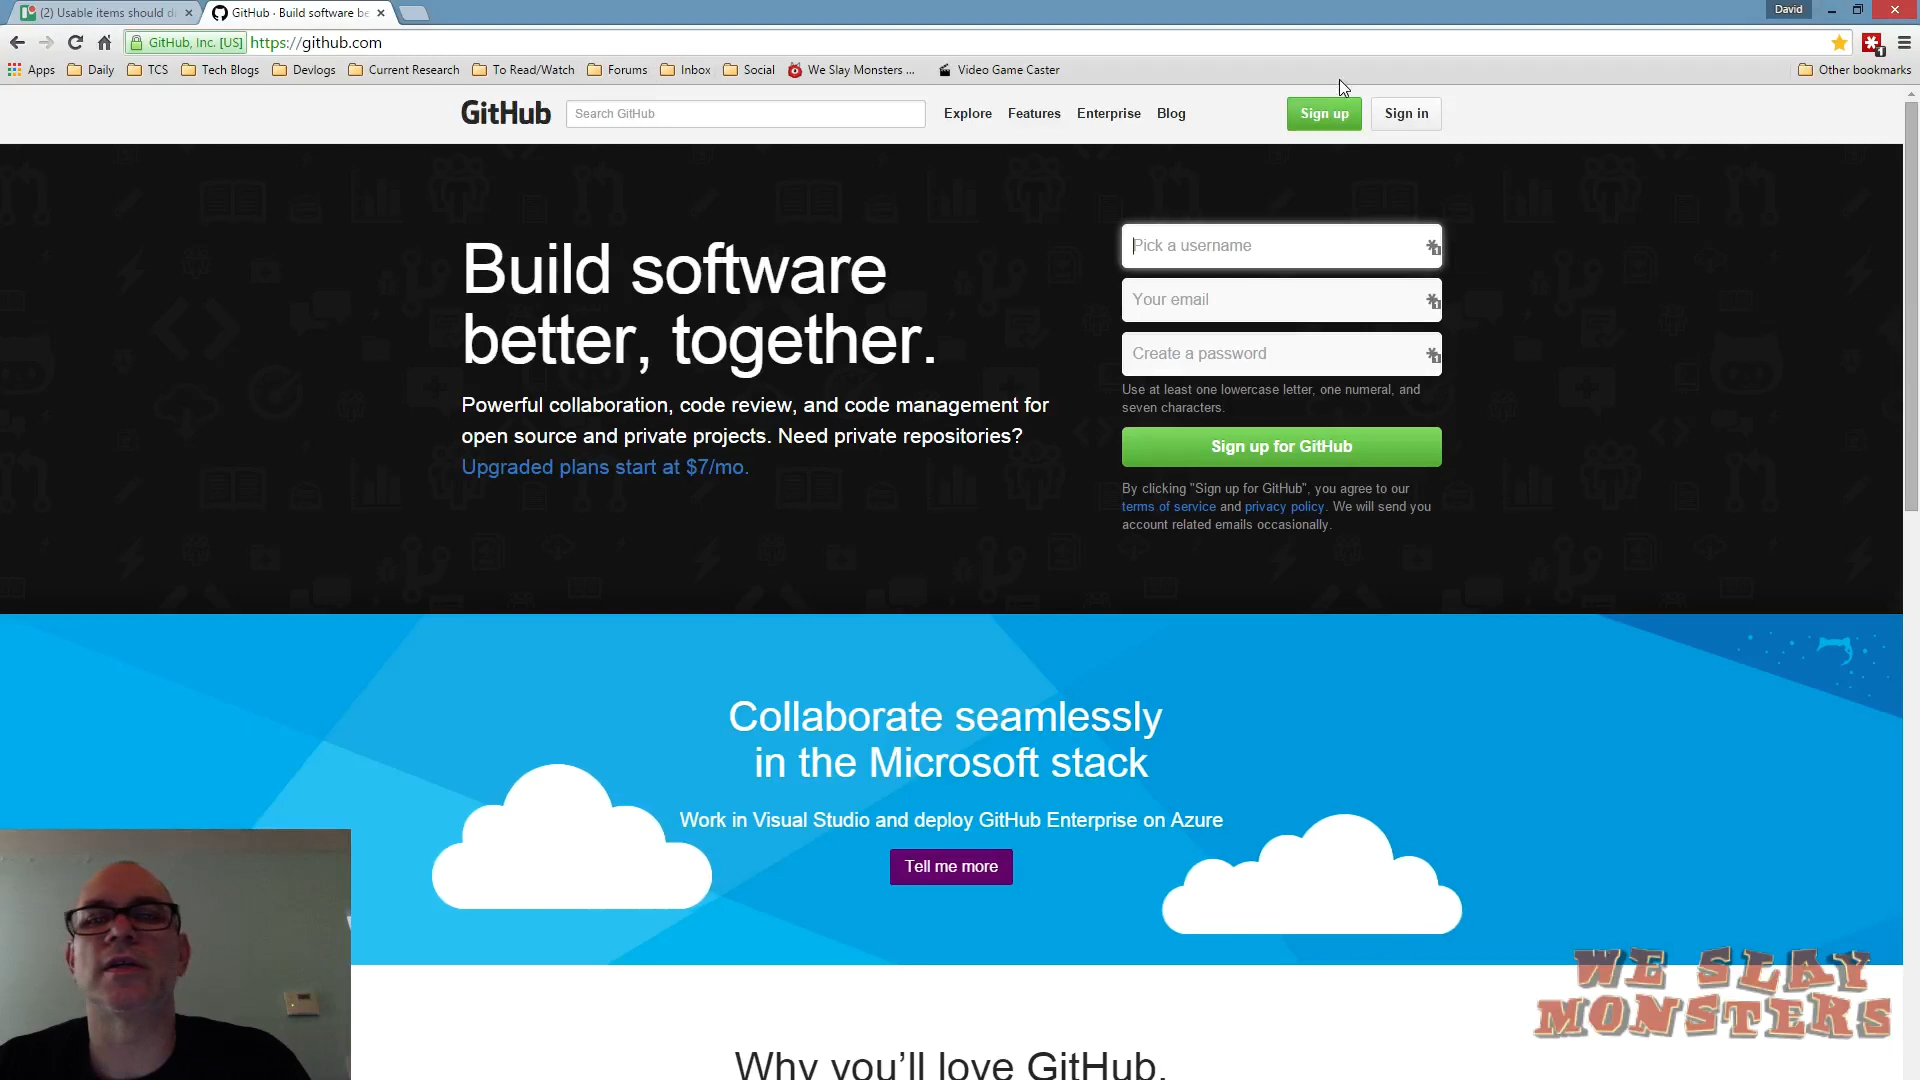 (2) Usable items should d
GitHub · Build software be
David
GitHub, Inc. [US]
https://github.com
1
Apps
Daily
TCS
Tech Blogs
Devlogs
Current Research
To Read/Watch
Forums
Inbox
Social
We Slay Monsters ...
Video Game Caster
Other bookmarks
GitHub
Search GitHub
Explore
Features
Enterprise
Blog
Sign up
Sign in
Build software
better, together.
Powerful collaboration, code review, and code management for
open source and private projects. Need private repositories?
Upgraded plans start at $7/mo.
Pick a username
Your email
Create a password
Use at least one lowercase letter, one numeral, and
seven characters.
Sign up for GitHub
By clicking "Sign up for GitHub", you agree to our
terms of service and privacy policy. We will send you
account related emails occasionally.
Collaborate seamlessly
in the Microsoft stack
Work in Visual Studio and deploy GitHub Enterprise on Azure
Tell me more
WE SLAY
MONSTERS
Why you’ll love GitHub.